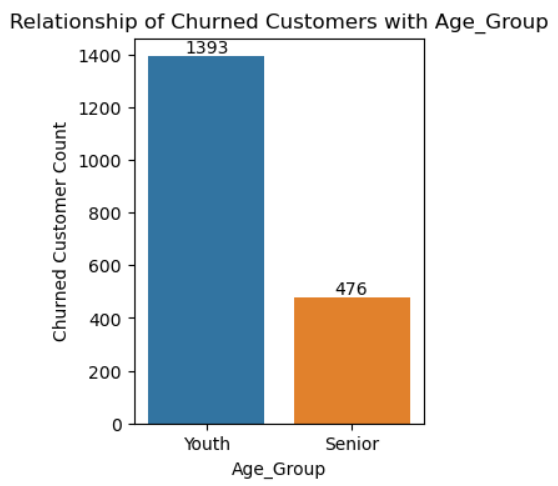 Relationship of Churned Customers with Age_Group
1393
1400
1200
1000
800
600
476
400
200
0
Churned Customer Count
Youth
Senior
Age_Group